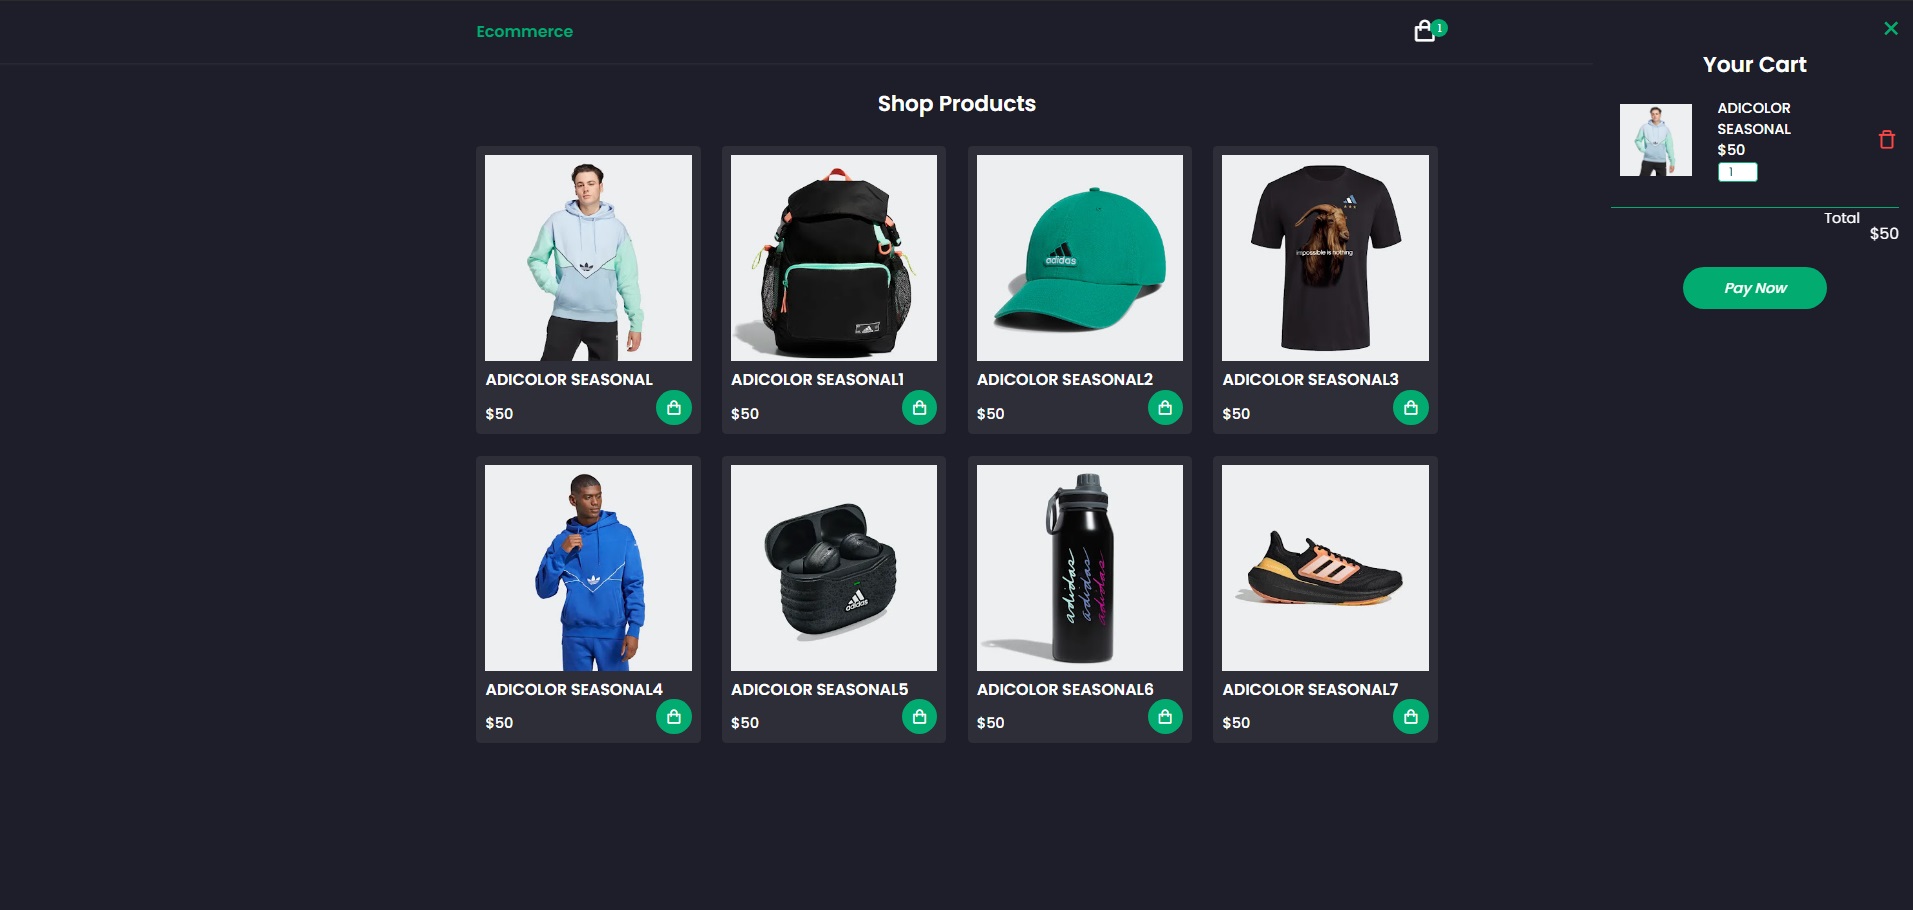 Ecommerce
1
Shop Products
adidas
impossible is nothing
ADICOLOR SEASONAL
$50
ADICOLOR SEASONAL1
$50
ADICOLOR SEASONAL2
$50
ADICOLOR SEASONAL3
$50
adidas
adidas
adidas
adidas
ADICOLOR SEASONAL4
$50
ADICOLOR SEASONAL5
$50
ADICOLOR SEASONAL6
$50
ADICOLOR SEASONAL7
$50
Your Cart
ADICOLOR
SEASONAL
$50
1
Total
$50
Pay Now